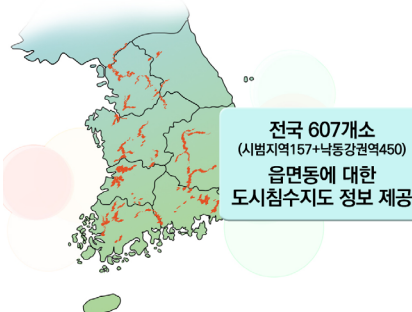 전국 607개소
(시범지역157+낙동강권역450)
읍면동에 대한
도시침수지도 정보 제공